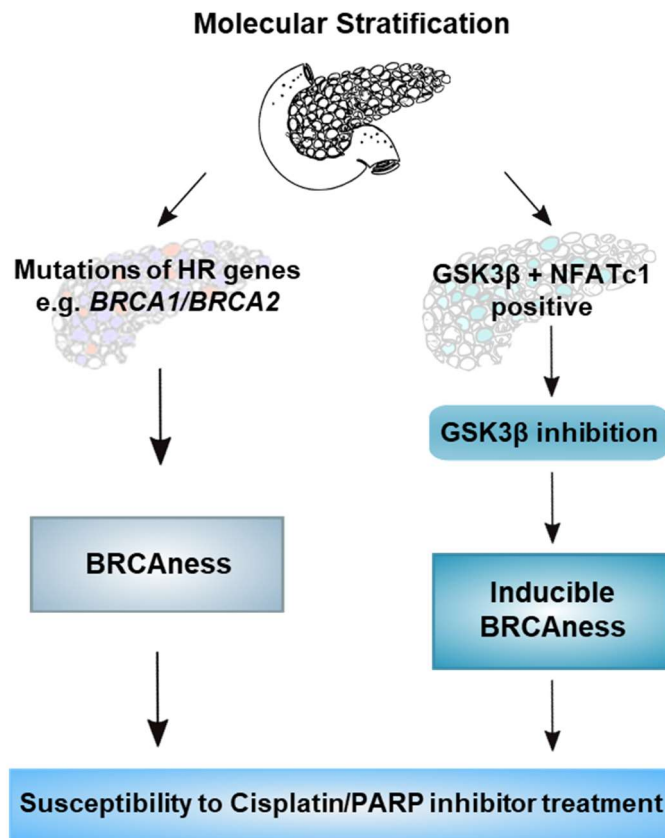 Molecular Stratification
Mutations of HR genes
e.g. BRCA1/BRCA2
GSK3β + NFATc1
positive
GSK3β inhibition
BRCAness
Inducible
BRCAness
Susceptibility to Cisplatin/PARP inhibitor treatment